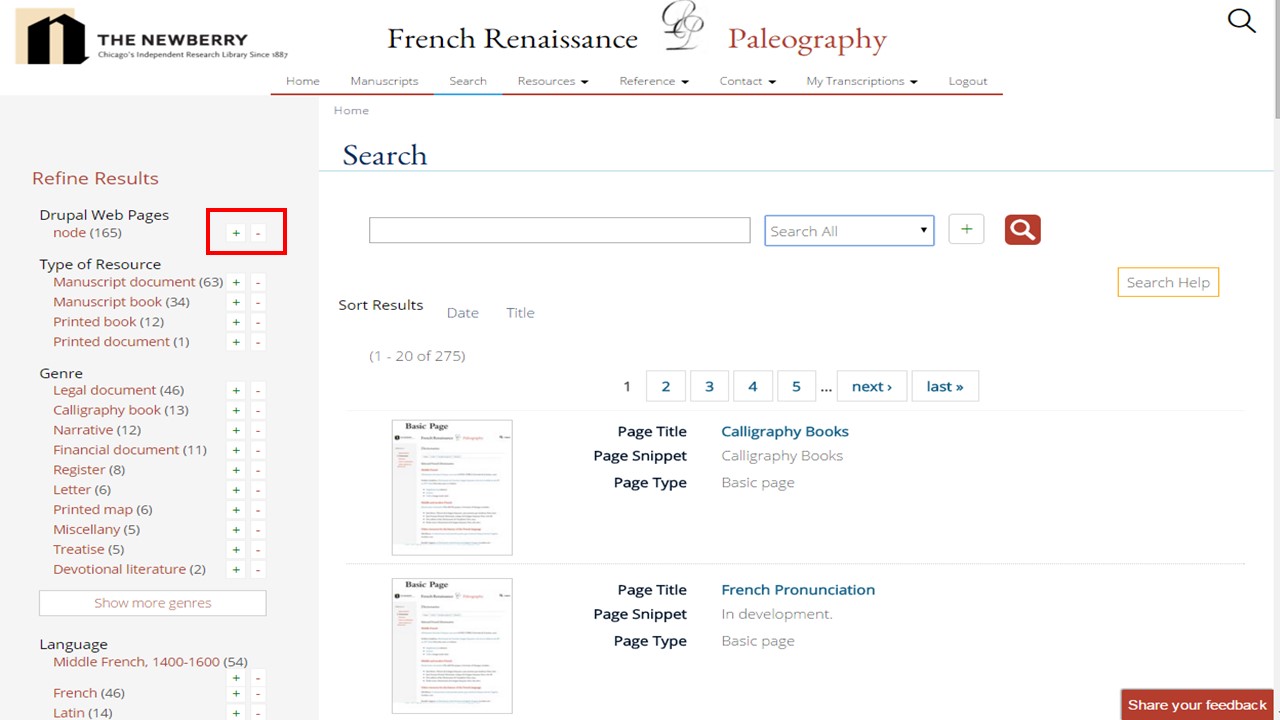 THE NEWBERRY
Chicago's Independent Research Library Since 1887
French Renaissance Paleography
Home Manuscripts Search Resources Reference Contact My Transcriptions Logout
Home
Search
Refine Results
Drupal Web Pages
node (165) + -
Type of Resource
Manuscript document (63) + -
Manuscript book (34) + -
Printed book (12) + -
Printed document (1) + -
Genre
Legal document (46) + -
Calligraphy book (13) + -
Narrative (12) + -
Financial document (11) + -
Register (8) + -
Letter (6) + -
Printed map (6) + -
Miscellany (5) + -
Treatise (5) + -
Devotional literature (2) + -
Show more genres
Language
Middle French, 1400-1600 (54)
+ -
French (46) + -
Latin (14) + -
Search All +
Search Help
Sort Results Date Title
(1 - 20 of 275)
1 2 3 4 5 ... next › last »
Basic Page
Page Title Calligraphy Books
Page Snippet Calligraphy Books
Page Type Basic page
Basic Page
Page Title French Pronunciation
Page Snippet In development
Page Type Basic page
Share your feedback